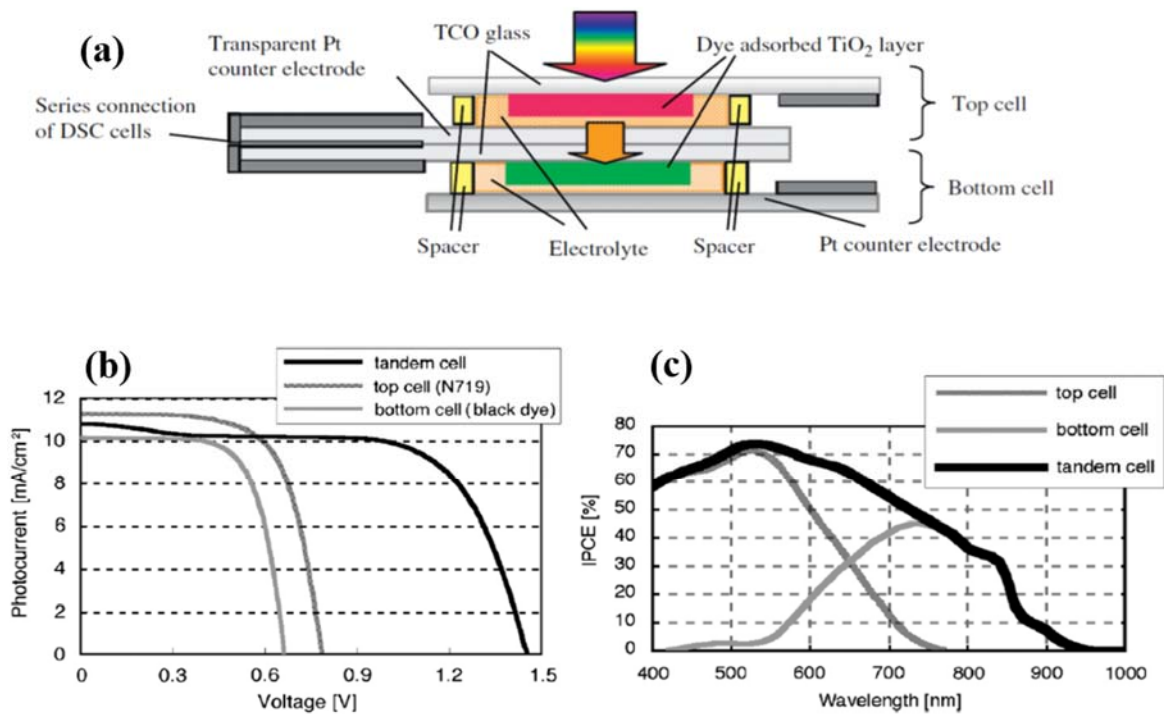 (a)
TCO glass
Transparent Pt
counter electrode
Dye adsorbed TiO₂ layer
Series connection
of DSC cells
Top cell
Bottom cell
Spacer
Electrolyte
Spacer
Pt counter electrode
(b)
tandem cell
top cell (N719)
bottom cell (black dye)
Photocurrent [mA/cm²]
12
10
8
6
4
2
0
0
0.3
0.6
0.9
1.2
1.5
Voltage [V]
(c)
top cell
bottom cell
tandem cell
IPCE [%]
80
70
60
50
40
30
20
10
0
400
500
600
700
800
900
1000
Wavelength [nm]